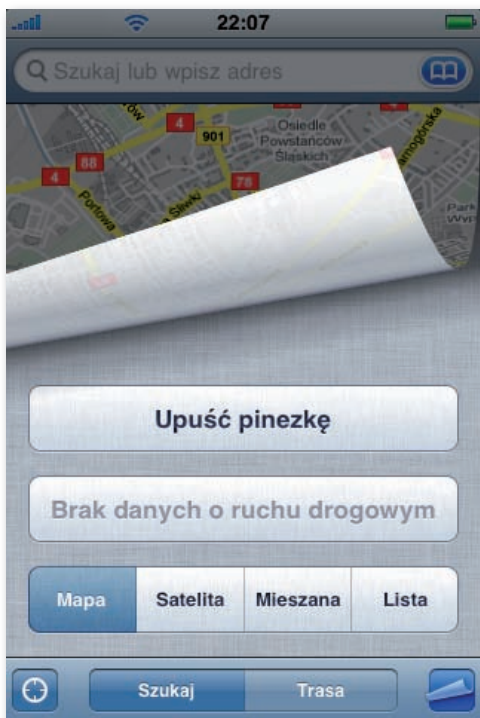 22:07
Szukaj lub wpisz adres
4
901
Osiedle
Powstańców
Śląskich
88
4
78
Portowa
Park
Upuść pinezkę
Brak danych o ruchu drogowym
Mapa Satelita Mieszana Lista
Szukaj Trasa